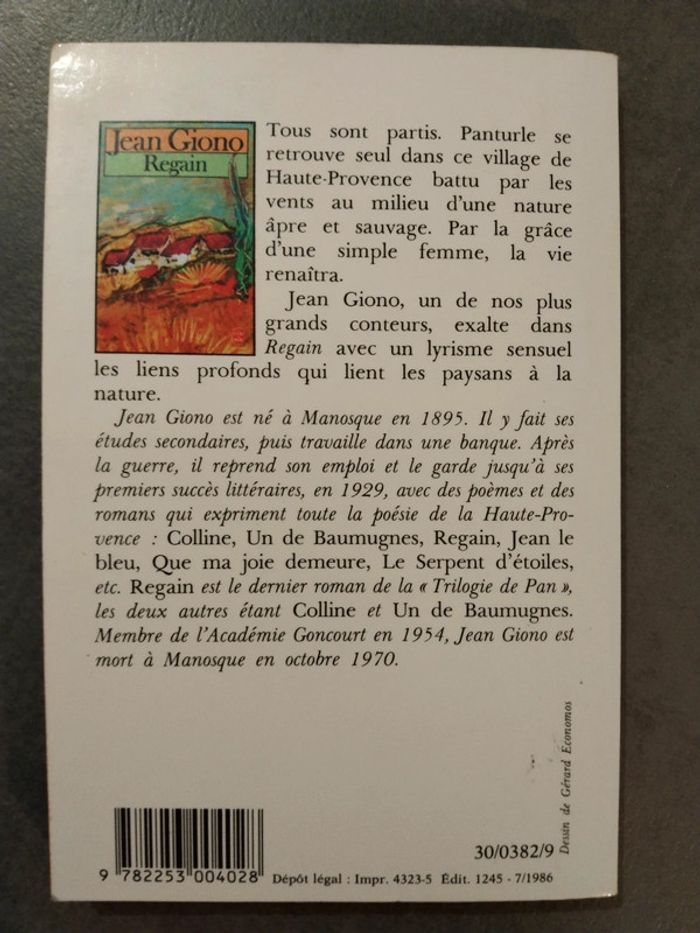 Jean Giono
Regain
Tous sont partis. Panturle se
retrouve seul dans ce village de
Haute-Provence battu par les
vents au milieu d'une nature
âpre et sauvage. Par la grâce
d'une simple femme, la vie
renaîtra.
Jean Giono, un de nos plus
grands conteurs, exalte dans
Regain avec un lyrisme sensuel
les liens profonds qui lient les paysans à la
nature.
Jean Giono est né à Manosque en 1895. Il y fait ses
études secondaires, puis travaille dans une banque. Après
la guerre, il reprend son emploi et le garde jusqu'à ses
premiers succès littéraires, en 1929, avec des poèmes et des
romans qui expriment toute la poésie de la Haute-Pro-
vence : Colline, Un de Baumugnes, Regain, Jean le
bleu, Que ma joie demeure, Le Serpent d'étoiles,
etc. Regain est le dernier roman de la « Trilogie de Pan »,
les deux autres étant Colline et Un de Baumugnes.
Membre de l'Académie Goncourt en 1954, Jean Giono est
mort à Manosque en octobre 1970.
Dessin de Gérard Économos
30/0382/9
9 782253 004028
Dépôt légal : Impr. 4323-5 Édit. 1245 - 7/1986